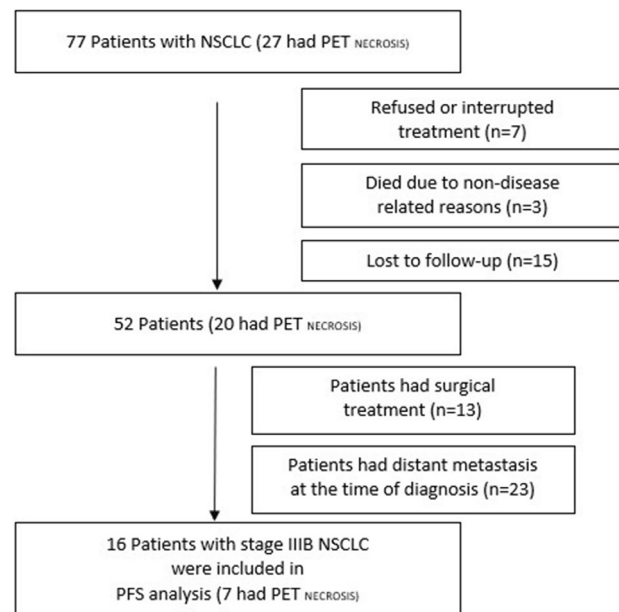 77 Patients with NSCLC (27 had PET NECROSIS)
Refused or interrupted
treatment (n=7)
Died due to non-disease
related reasons (n=3)
Lost to follow-up (n=15)
52 Patients (20 had PET NECROSIS)
Patients had surgical
treatment (n=13)
Patients had distant metastasis
at the time of diagnosis (n=23)
16 Patients with stage IIIB NSCLC
were included in
PFS analysis (7 had PET NECROSIS)